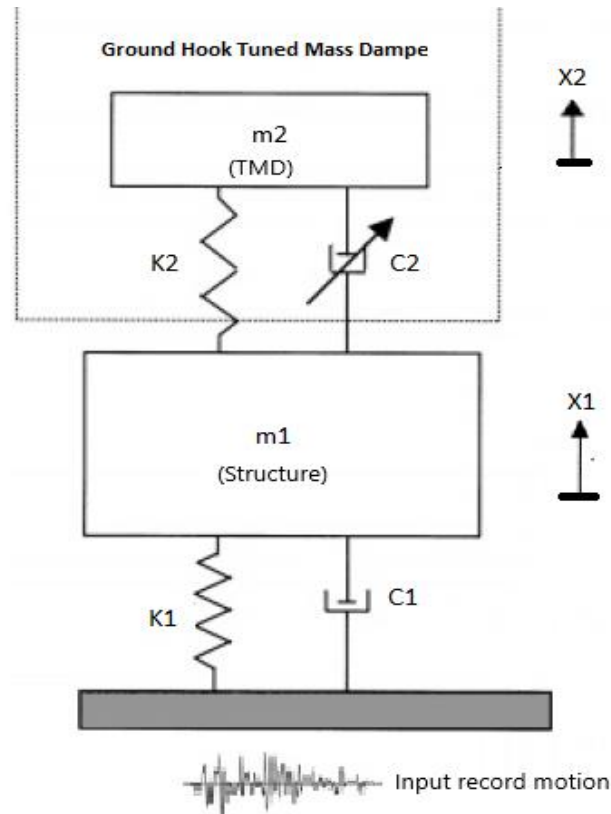 Ground Hook Tuned Mass Dampe
X2
m2
(TMD)
K2
C2
X1
m1
(Structure)
K1
C1
Input record motion